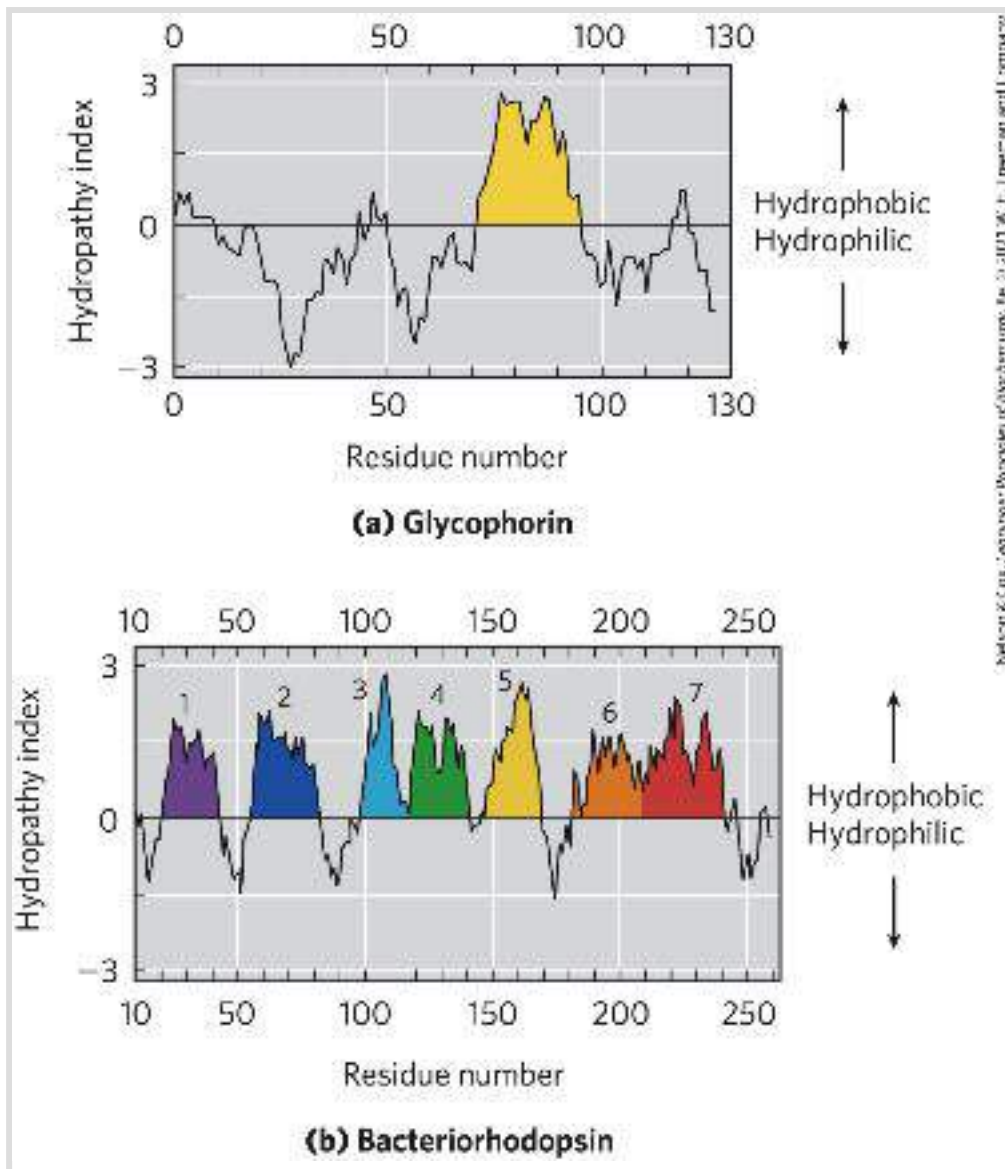 0 50 100 130
3
0
−3
Hydropathy index
Hydrophobic
Hydrophilic
0 50 100 130
Residue number
(a) Glycophorin
10 50 100 150 200 250
3
0
−3
Hydropathy index
1
2
3
4
5
6
7
Hydrophobic
Hydrophilic
10 50 100 150 200 250
Residue number
(b) Bacteriorhodopsin